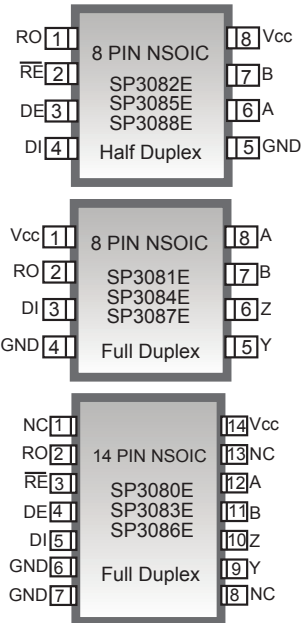 RO 1 8 Vcc
8 PIN NSOIC
RE 2 7 B
SP3082E
SP3085E
DE 3 6 A
SP3088E
DI 4 5 GND
Half Duplex
Vcc 1 8 A
8 PIN NSOIC
RO 2 7 B
SP3081E
SP3084E
DI 3 6 Z
SP3087E
GND 4 5 Y
Full Duplex
NC 1 14 Vcc
RO 2 13 NC
14 PIN NSOIC
RE 3 12 A
SP3080E
DE 4 11 B
SP3083E
SP3086E
DI 5 10 Z
GND 6 9 Y
Full Duplex
GND 7 8 NC